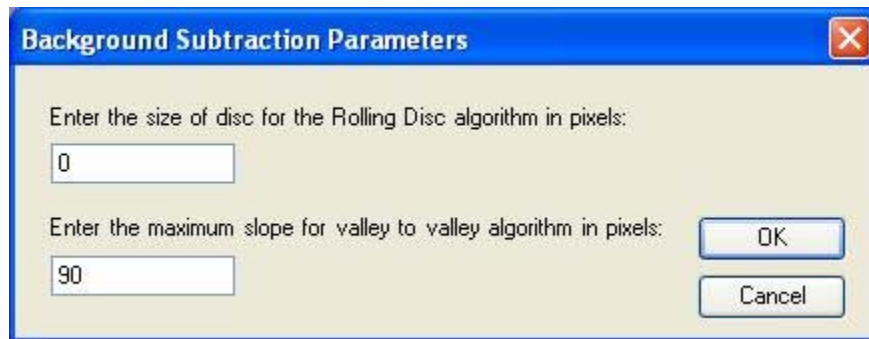 Background Subtraction Parameters
Enter the size of disc for the Rolling Disc algorithm in pixels:
0
Enter the maximum slope for valley to valley algorithm in pixels:
90
OK
Cancel